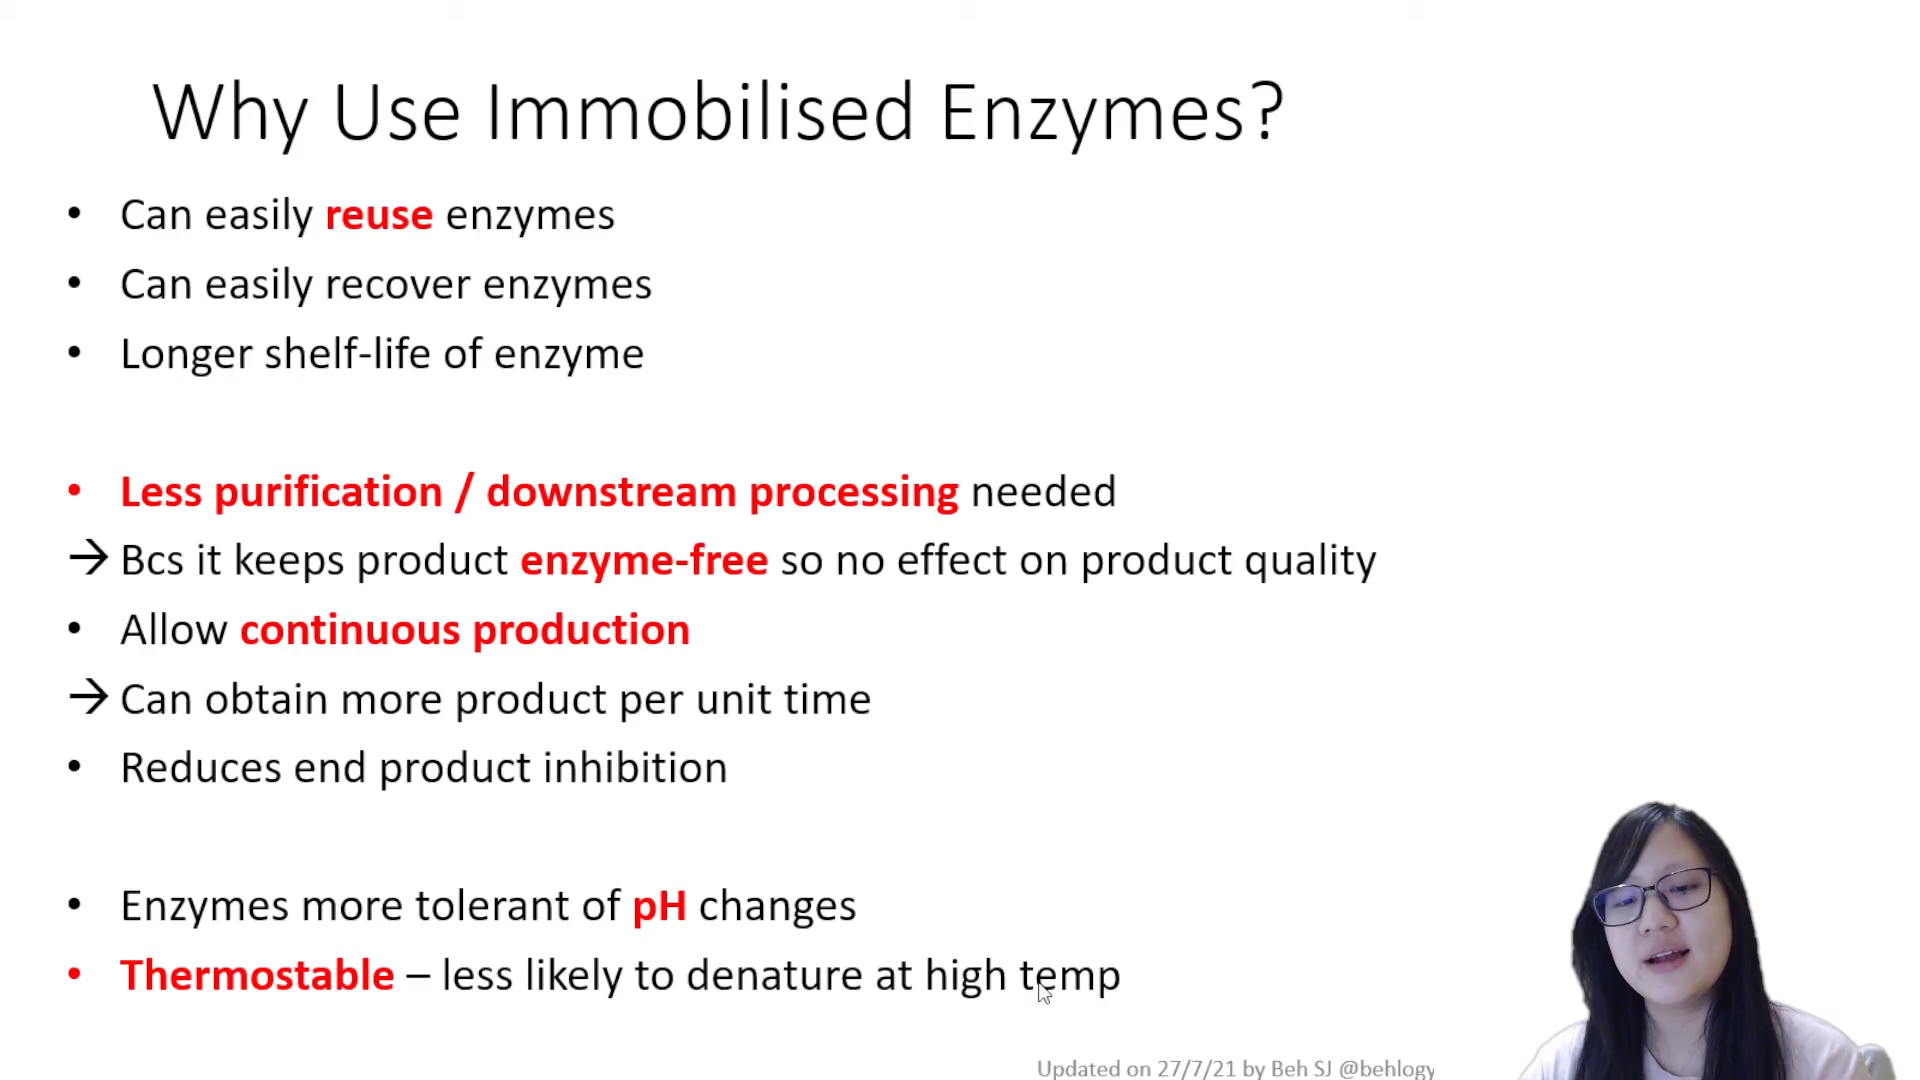 Why Use Immobilised Enzymes?
• Can easily reuse enzymes
• Can easily recover enzymes
• Longer shelf-life of enzyme
• Less purification / downstream processing needed
→ Bcs it keeps product enzyme-free so no effect on product quality
• Allow continuous production
→ Can obtain more product per unit time
• Reduces end product inhibition
• Enzymes more tolerant of pH changes
• Thermostable – less likely to denature at high temp
Updated on 27/7/21 by Beh SJ @behlogy